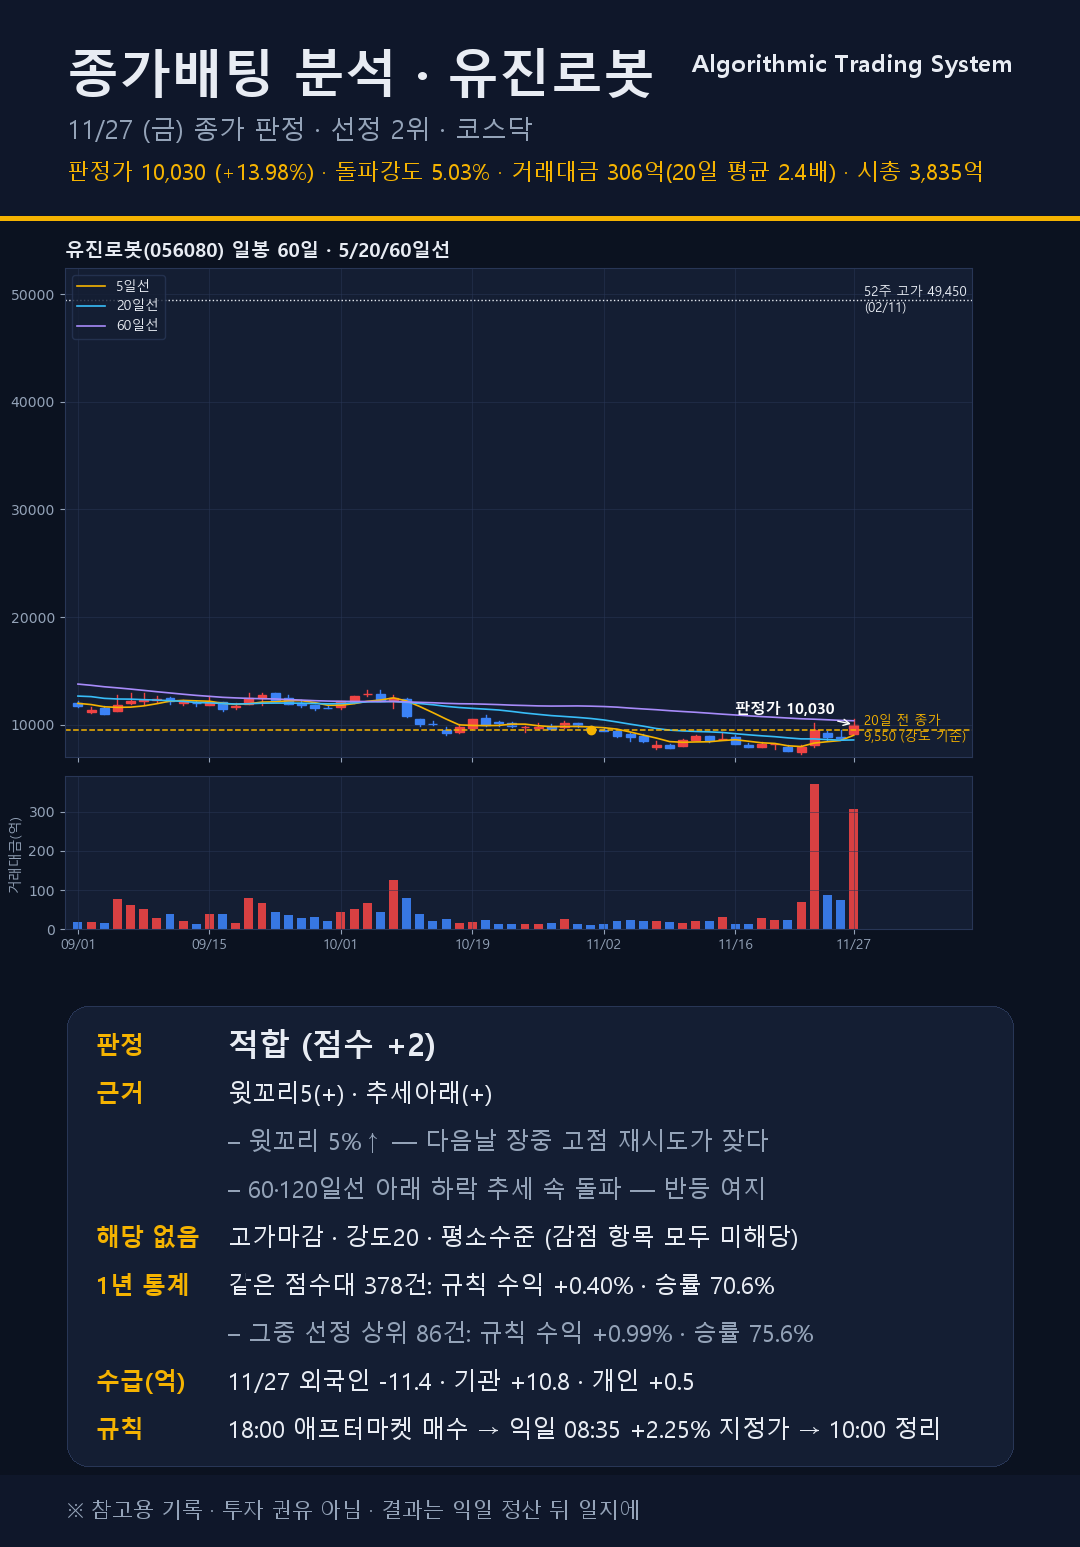 종가배팅 분석 · 유진로봇
Algorithmic Trading System
11/27 (금) 종가 판정 · 선정 2위 · 코스닥
판정가 10,030 (+13.98%) · 돌파강도 5.03% · 거래대금 306억(20일 평균 2.4배) · 시총 3,835억
유진로봇(056080) 일봉 60일 · 5/20/60일선
5일선
20일선
60일선
52주 고가 49,450
(02/11)
50000
40000
30000
20000
10000
판정가 10,030
20일 전 종가
9,550 (강도 기준)
거래대금(억)
300
200
100
0
09/01 09/15 10/01 10/19 11/02 11/16 11/27
판정 적합 (점수 +2)
근거 윗꼬리5(+) · 추세아래(+)
– 윗꼬리 5%↑ — 다음날 장중 고점 재시도가 잦다
– 60·120일선 아래 하락 추세 속 돌파 — 반등 여지
해당 없음 고가마감 · 강도20 · 평소수준 (감점 항목 모두 미해당)
1년 통계 같은 점수대 378건: 규칙 수익 +0.40% · 승률 70.6%
– 그중 선정 상위 86건: 규칙 수익 +0.99% · 승률 75.6%
수급(억) 11/27 외국인 -11.4 · 기관 +10.8 · 개인 +0.5
규칙 18:00 애프터마켓 매수 → 익일 08:35 +2.25% 지정가 → 10:00 정리
※ 참고용 기록 · 투자 권유 아님 · 결과는 익일 정산 뒤 일지에